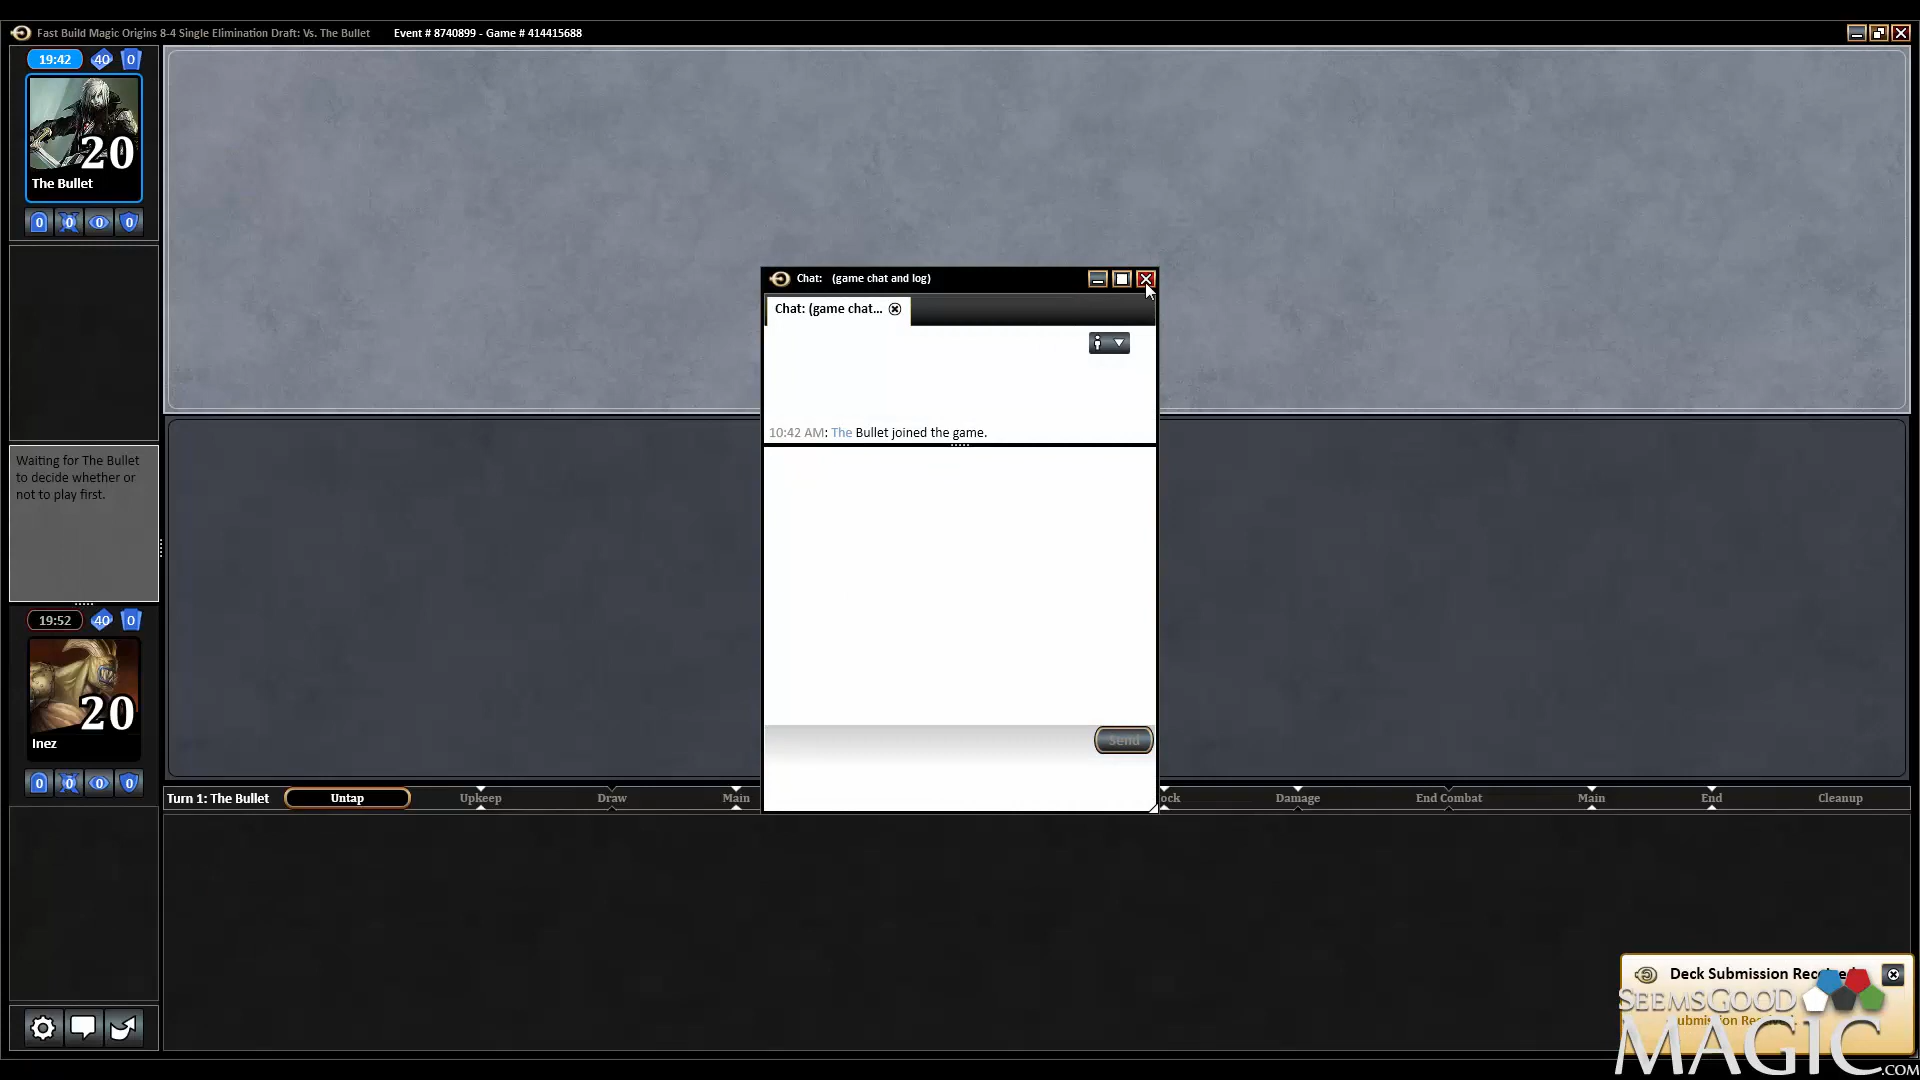 Fast Build Magic Origins 8-4 Single Elimination Draft: Vs. The Bullet
Event # 8740899 - Game # 414415688
19:42
40
0
20
The Bullet
0
0
0
0
Chat: (game chat and log)
Chat: (game chat...
10:42 AM: The Bullet joined the game.
Waiting for The Bullet
to decide whether or
not to play first.
19:52
40
0
20
Inez
0
0
0
0
Send
Turn 1: The Bullet
Untap
Upkeep
Draw
Main
ock
Damage
End Combat
Main
End
Cleanup
Deck Submission
SEEMSGOOD
MAGIC.COM